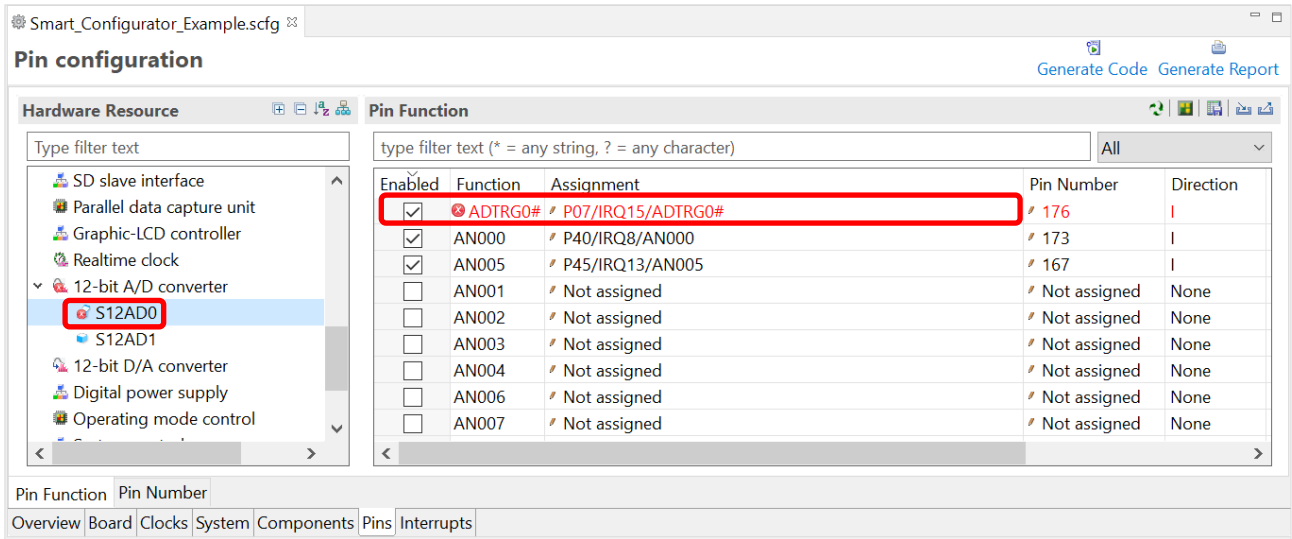 Smart_Configurator_Example.scfg
Pin configuration
Generate Code Generate Report
Hardware Resource
Type filter text
SD slave interface
Parallel data capture unit
Graphic-LCD controller
Realtime clock
12-bit A/D converter
S12AD0
S12AD1
12-bit D/A converter
Digital power supply
Operating mode control
Pin Function
type filter text (* = any string, ? = any character) All
Enabled Function Assignment Pin Number Direction
ADTRG0# P07/IRQ15/ADTRG0# 176 I
AN000 P40/IRQ8/AN000 173 I
AN005 P45/IRQ13/AN005 167 I
AN001 Not assigned Not assigned None
AN002 Not assigned Not assigned None
AN003 Not assigned Not assigned None
AN004 Not assigned Not assigned None
AN006 Not assigned Not assigned None
AN007 Not assigned Not assigned None
Pin Function Pin Number
Overview Board Clocks System Components Pins Interrupts